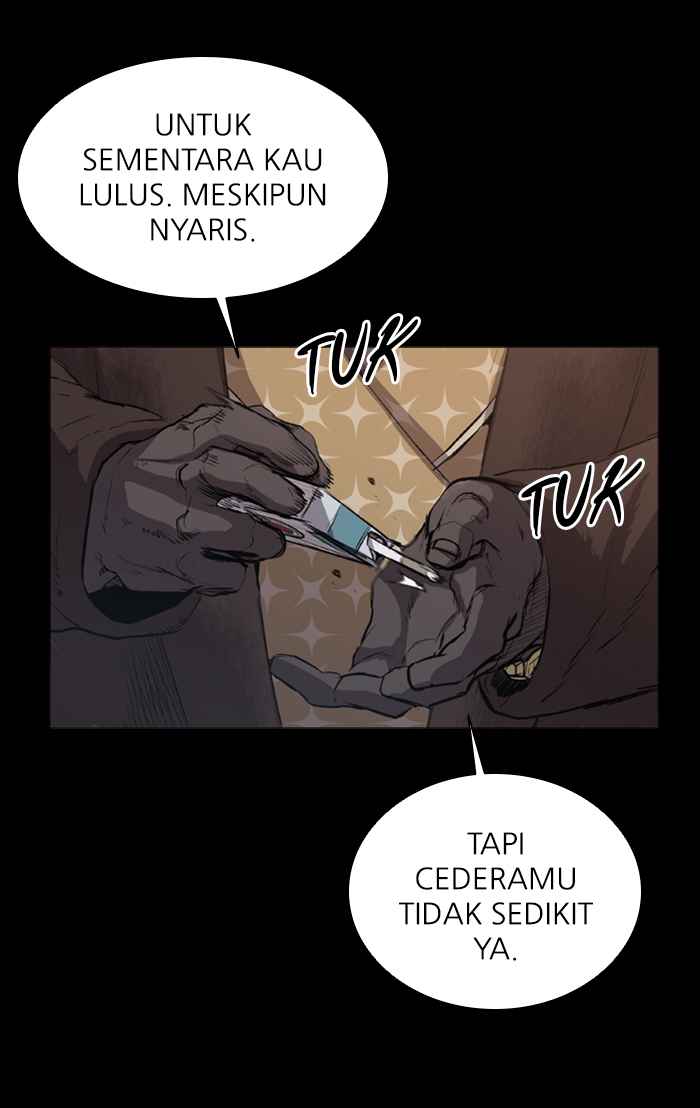 UNTUK
SEMENTARA KAU
LULUS. MESKIPUN
NYARIS.
TUK
TUK
TAPI
CEDERAMU
TIDAK SEDIKIT
YA.